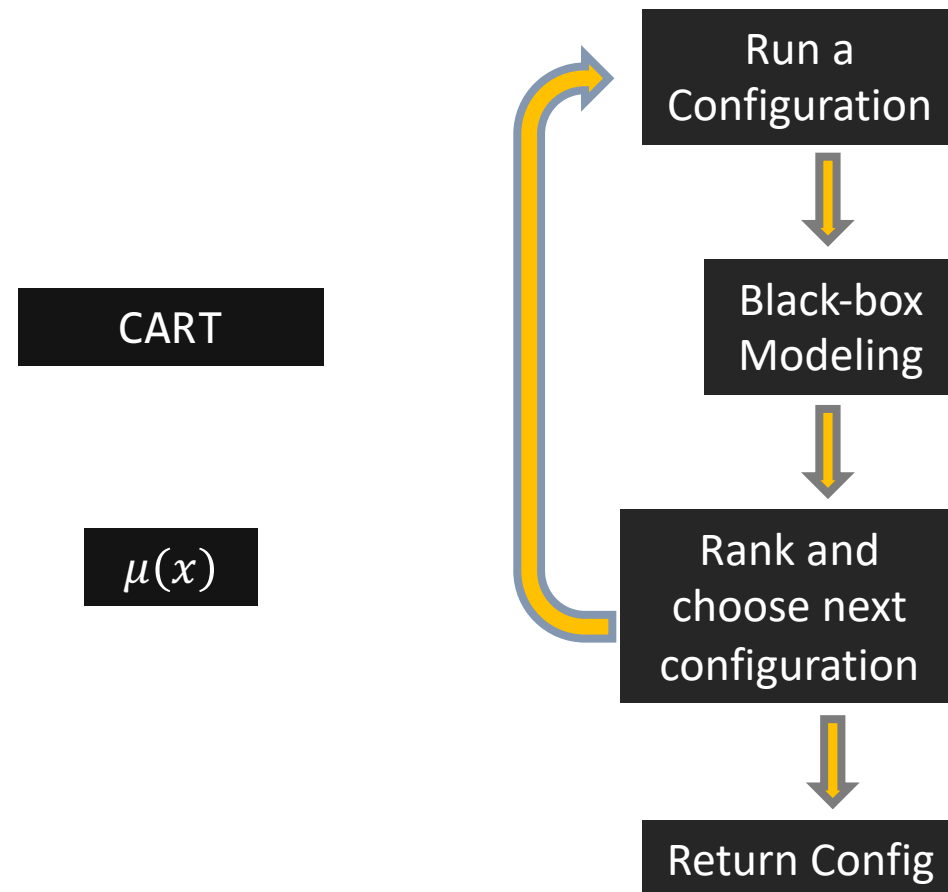 Run a
Configuration
Black-box
Modeling
CART
Rank and
choose next
configuration
μ(x)
Return Config